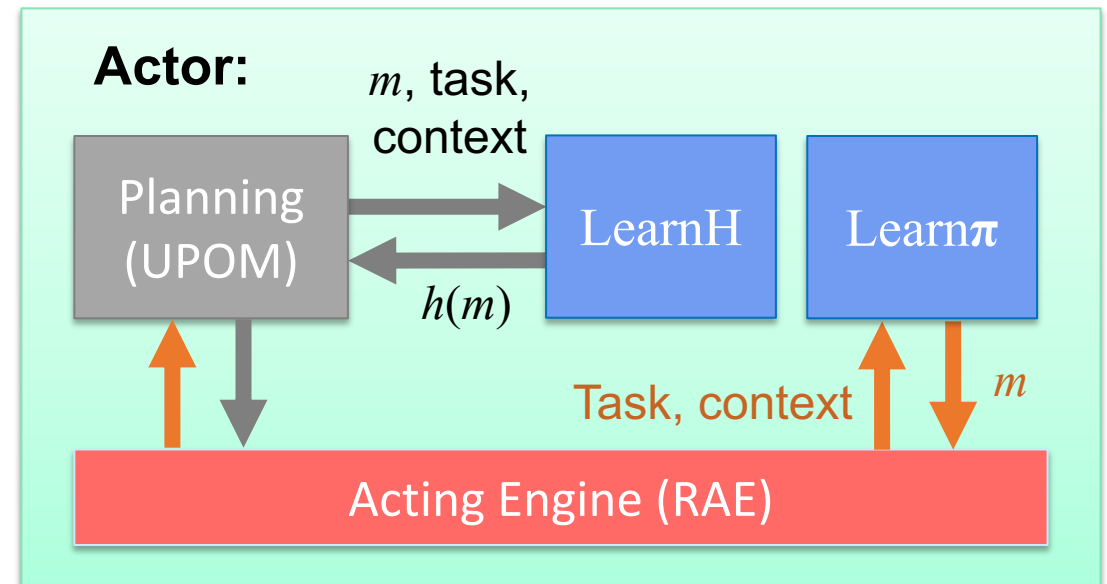 Actor:
m, task,
context
Planning
(UPOM)
LearnH
Learnπ
h(m)
Task, context
m
Acting Engine (RAE)